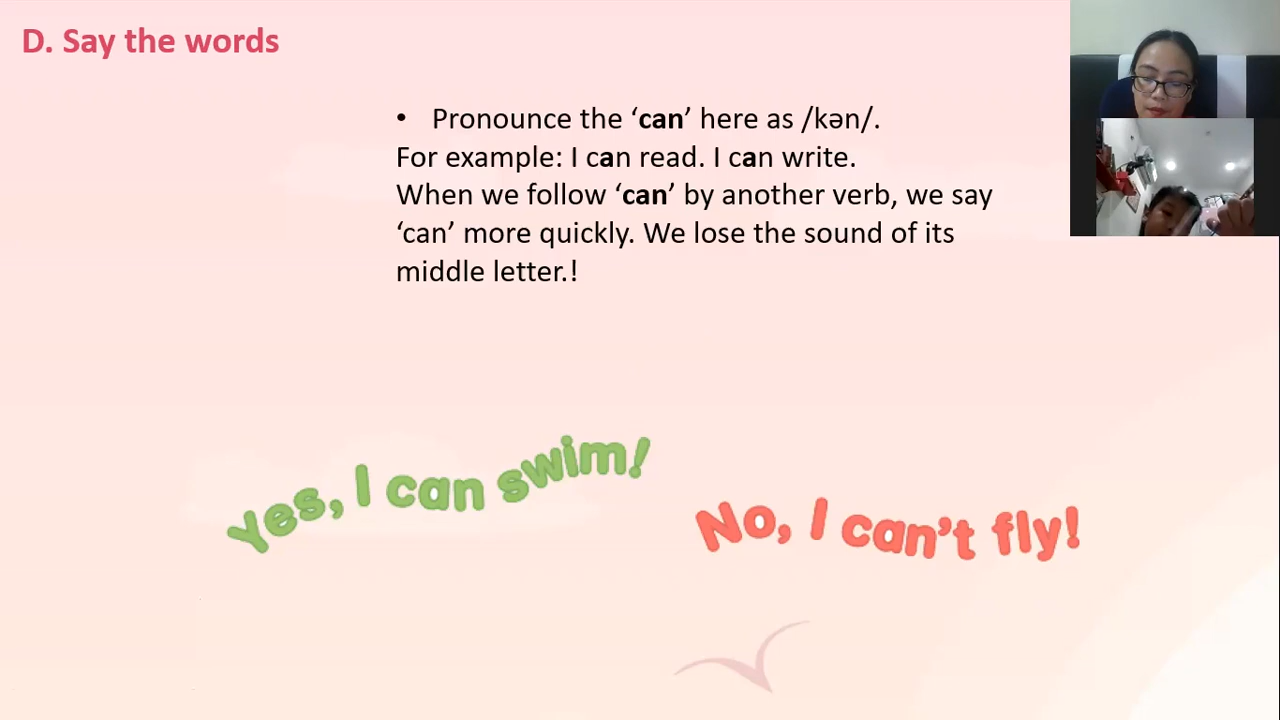 D. Say the words
• Pronounce the ‘can’ here as /kən/.
For example: I can read. I can write.
When we follow ‘can’ by another verb, we say
‘can’ more quickly. We lose the sound of its
middle letter.!
Yes, I can swim!
No, I can’t fly!